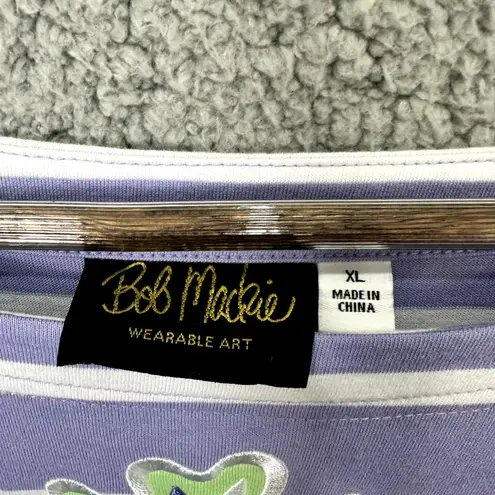 Bob Mackie
WEARABLE ART
XL
MADE IN
CHINA